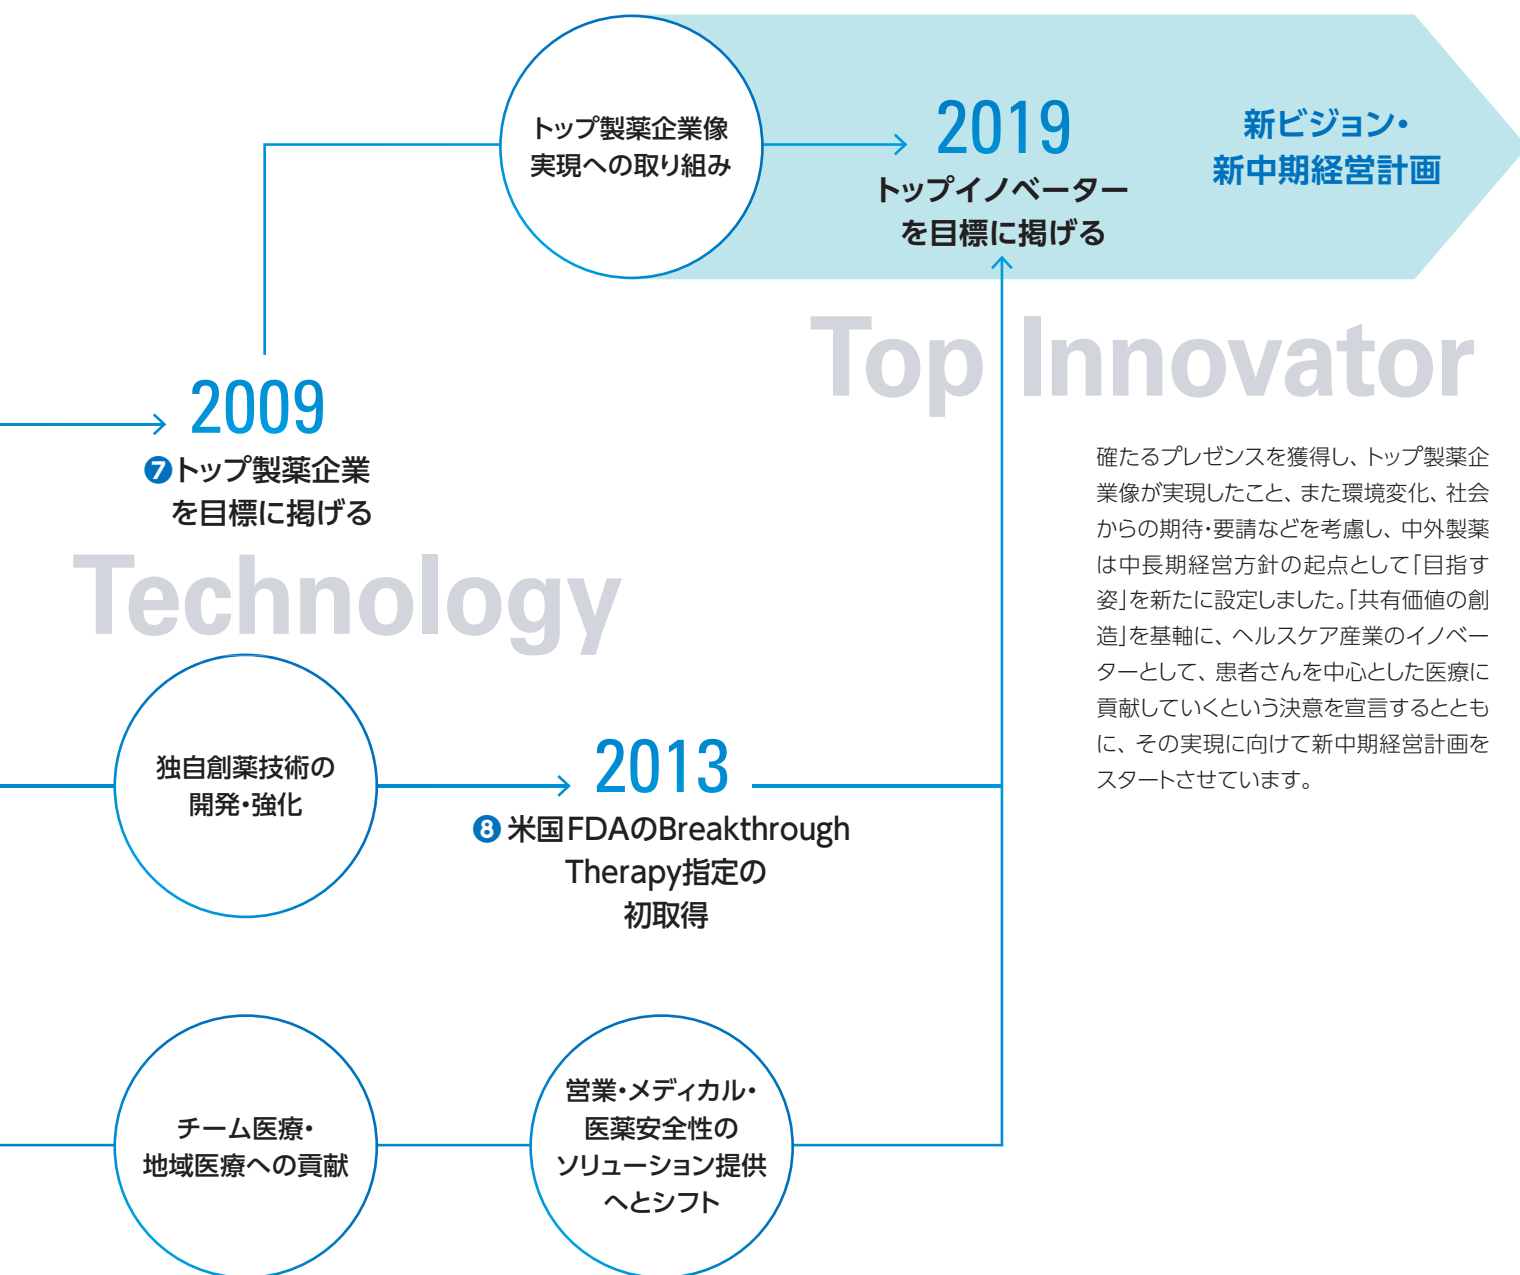 トップ製薬企業像
実現への取り組み
2019
トップイノベーター
を目標に掲げる
新ビジョン・
新中期経営計画
Top Innovator
2009
❼トップ製薬企業
を目標に掲げる
Technology
確たるプレゼンスを獲得し、トップ製薬企
業像が実現したこと、また環境変化、社会
からの期待・要請などを考慮し、中外製薬
は中長期経営方針の起点として「目指す
姿」を新たに設定しました。「共有価値の創
造」を基軸に、ヘルスケア産業のイノベー
ターとして、患者さんを中心とした医療に
貢献していくという決意を宣言するととも
に、その実現に向けて新中期経営計画を
スタートさせています。
独自創薬技術の
開発・強化
2013
❽ 米国FDAのBreakthrough
Therapy指定の
初取得
チーム医療・
地域医療への貢献
営業・メディカル・
医薬安全性の
ソリューション提供
へとシフト